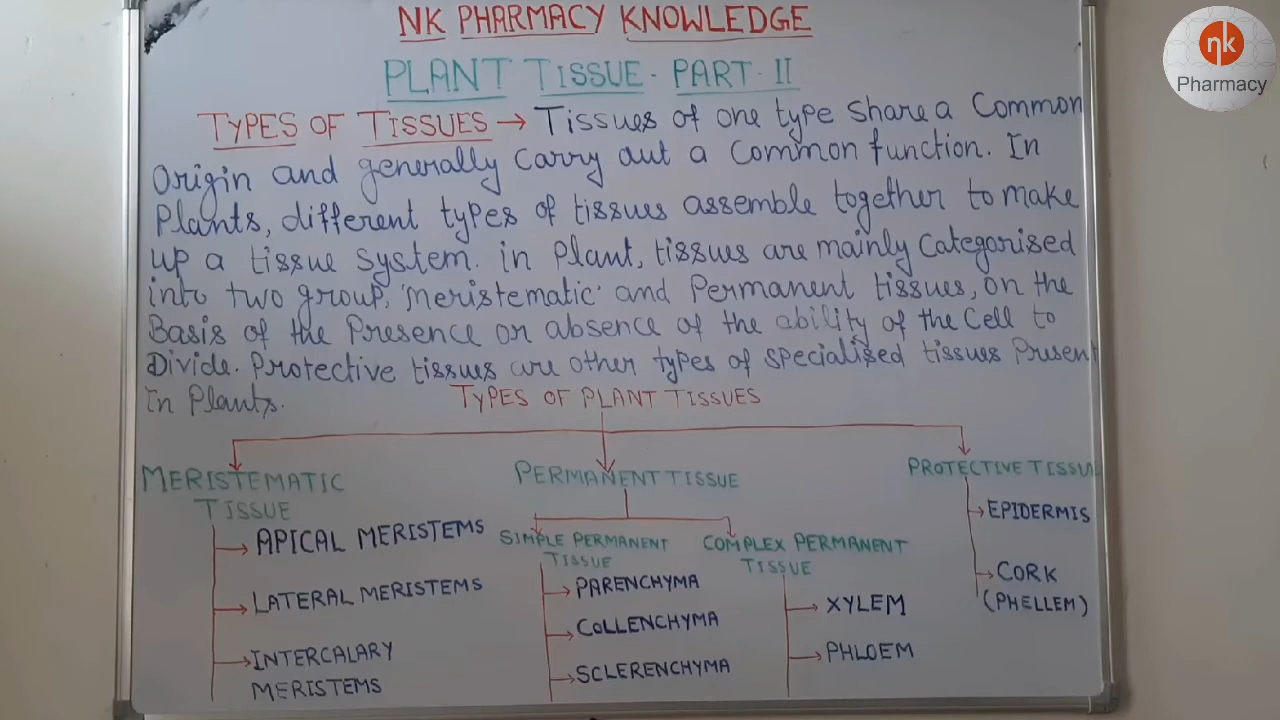 NK PHARMACY KNOWLEDGE
ηk
Pharmacy
PLANT TISSUE - PART - II
TYPES OF TISSUES → Tissues of one type share a Common
Origin and generally Carry out a Common function. In
Plants, different types of tissues assemble together to make
up a tissue system. in Plant, tissues are mainly Categorised
into two group, 'Meristematic' and Permanent tissues, on the
Basis of the Presence or absence of the ability of the Cell to
Divide. Protective tissues are other types of specialised tissues Present
In Plants.
TYPES OF PLANT TISSUES
MERISTEMATIC
TISSUE
APICAL MERISTEMS
LATERAL MERISTEMS
INTERCALARY
MERISTEMS
PERMANENT TISSUE
SIMPLE PERMANENT
TISSUE
PARENCHYMA
COLLENCHYMA
SCLERENCHYMA
COMPLEX PERMANENT
TISSUE
XYLEM
PHLOEM
PROTECTIVE TISSUE
EPIDERMIS
CORK
(PHELLEM)